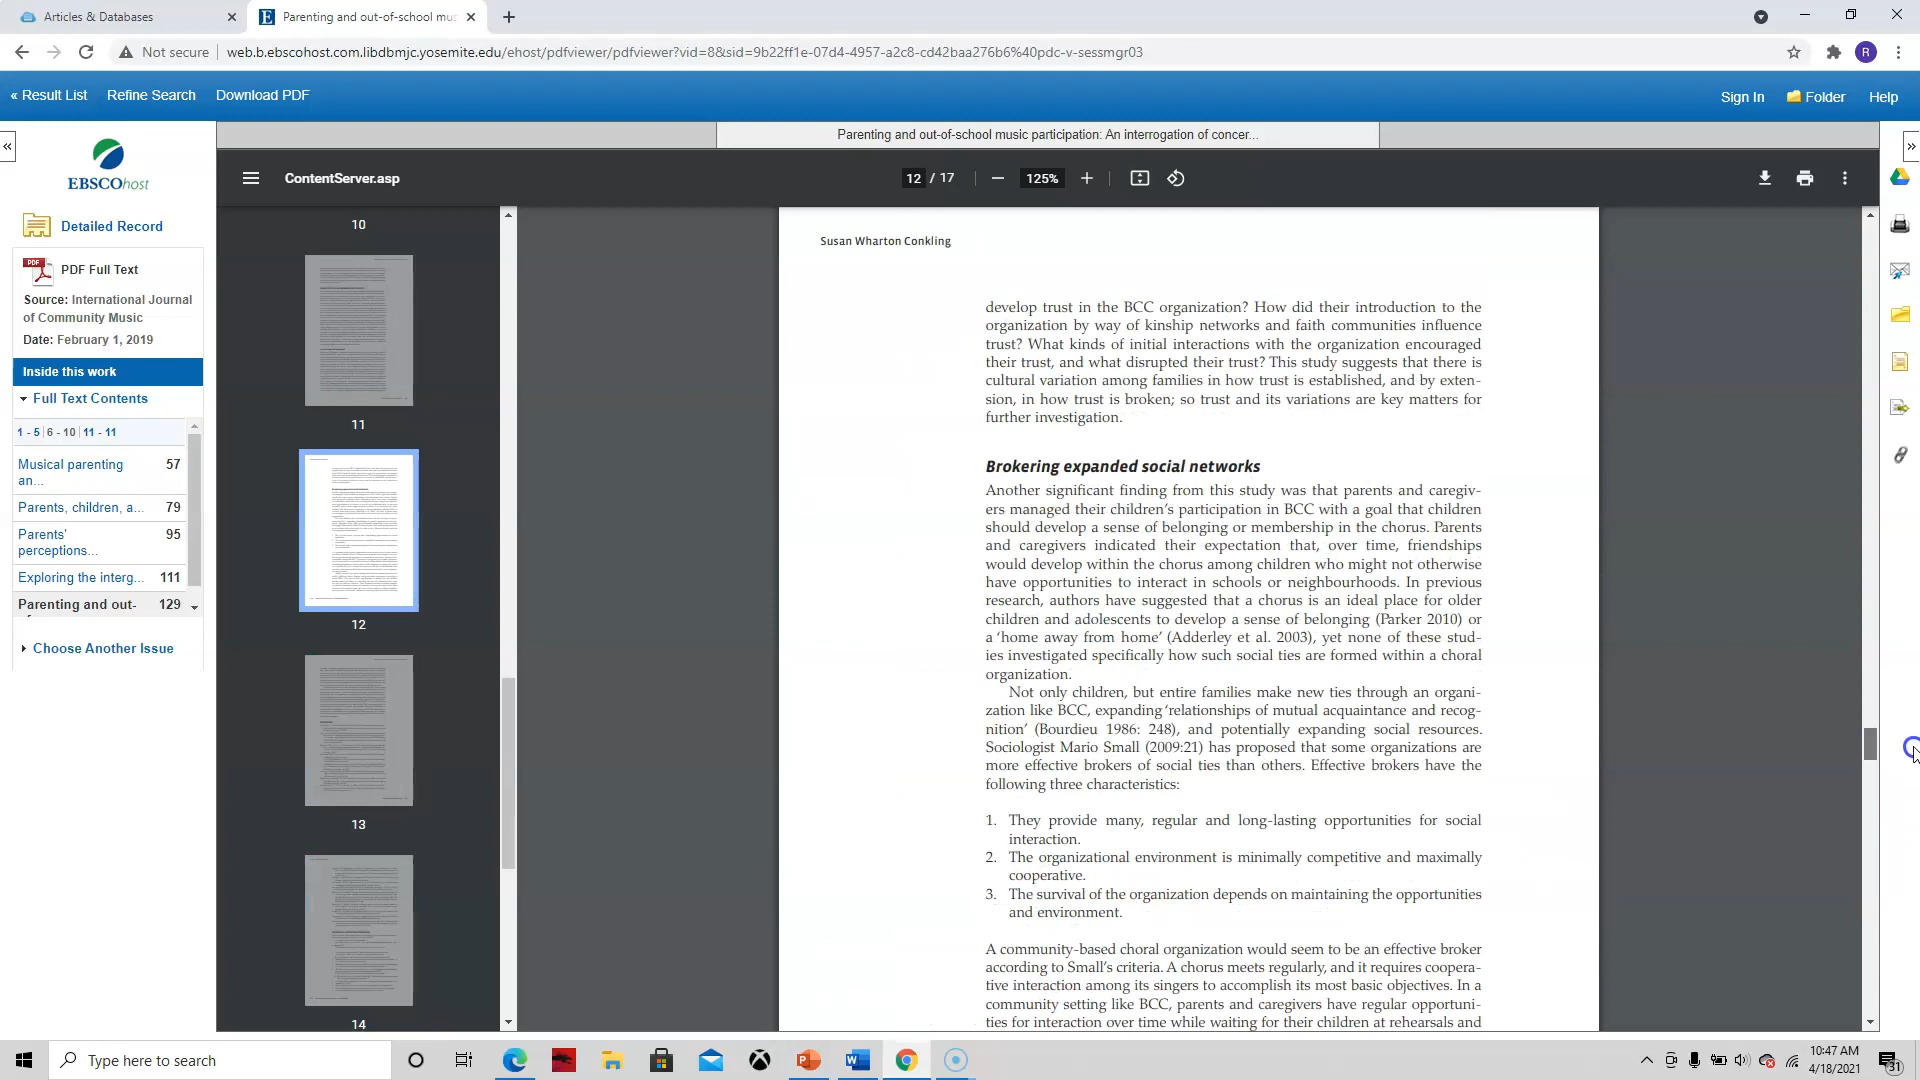 Articles & Databases
Parenting and out-of-school mus
Not secure
web.b.ebscohost.com.libdbmjc.yosemite.edu/ehost/pdfviewer/pdfviewer?vid=8&sid=9b22ff1e-07d4-4957-a2c8-cd42baa276b6%40pdc-v-sessmgr03
R
« Result List Refine Search Download PDF
Sign In Folder Help
Parenting and out-of-school music participation: An interrogation of concer...
EBSCOhost
Detailed Record
PDF
PDF Full Text
Source: International Journal
of Community Music
Date: February 1, 2019
Inside this work
Full Text Contents
1 - 5 | 6 - 10 | 11 - 11
Musical parenting 57
an...
Parents, children, a... 79
Parents' 95
perceptions...
Exploring the interg... 111
Parenting and out- 129
Choose Another Issue
ContentServer.asp
12 / 17
125%
10
11
12
13
14
Susan Wharton Conkling
develop trust in the BCC organization? How did their introduction to the
organization by way of kinship networks and faith communities influence
trust? What kinds of initial interactions with the organization encouraged
their trust, and what disrupted their trust? This study suggests that there is
cultural variation among families in how trust is established, and by exten-
sion, in how trust is broken; so trust and its variations are key matters for
further investigation.
Brokering expanded social networks
Another significant finding from this study was that parents and caregiv-
ers managed their children's participation in BCC with a goal that children
should develop a sense of belonging or membership in the chorus. Parents
and caregivers indicated their expectation that, over time, friendships
would develop within the chorus among children who might not otherwise
have opportunities to interact in schools or neighbourhoods. In previous
research, authors have suggested that a chorus is an ideal place for older
children and adolescents to develop a sense of belonging (Parker 2010) or
a 'home away from home' (Adderley et al. 2003), yet none of these stud-
ies investigated specifically how such social ties are formed within a choral
organization.
Not only children, but entire families make new ties through an organi-
zation like BCC, expanding 'relationships of mutual acquaintance and recog-
nition' (Bourdieu 1986: 248), and potentially expanding social resources.
Sociologist Mario Small (2009:21) has proposed that some organizations are
more effective brokers of social ties than others. Effective brokers have the
following three characteristics:
1. They provide many, regular and long-lasting opportunities for social
interaction.
2. The organizational environment is minimally competitive and maximally
cooperative.
3. The survival of the organization depends on maintaining the opportunities
and environment.
A community-based choral organization would seem to be an effective broker
according to Small's criteria. A chorus meets regularly, and it requires coopera-
tive interaction among its singers to accomplish its most basic objectives. In a
community setting like BCC, parents and caregivers have regular opportuni-
ties for interaction over time while waiting for their children at rehearsals and
Type here to search
10:47 AM
4/18/2021
31